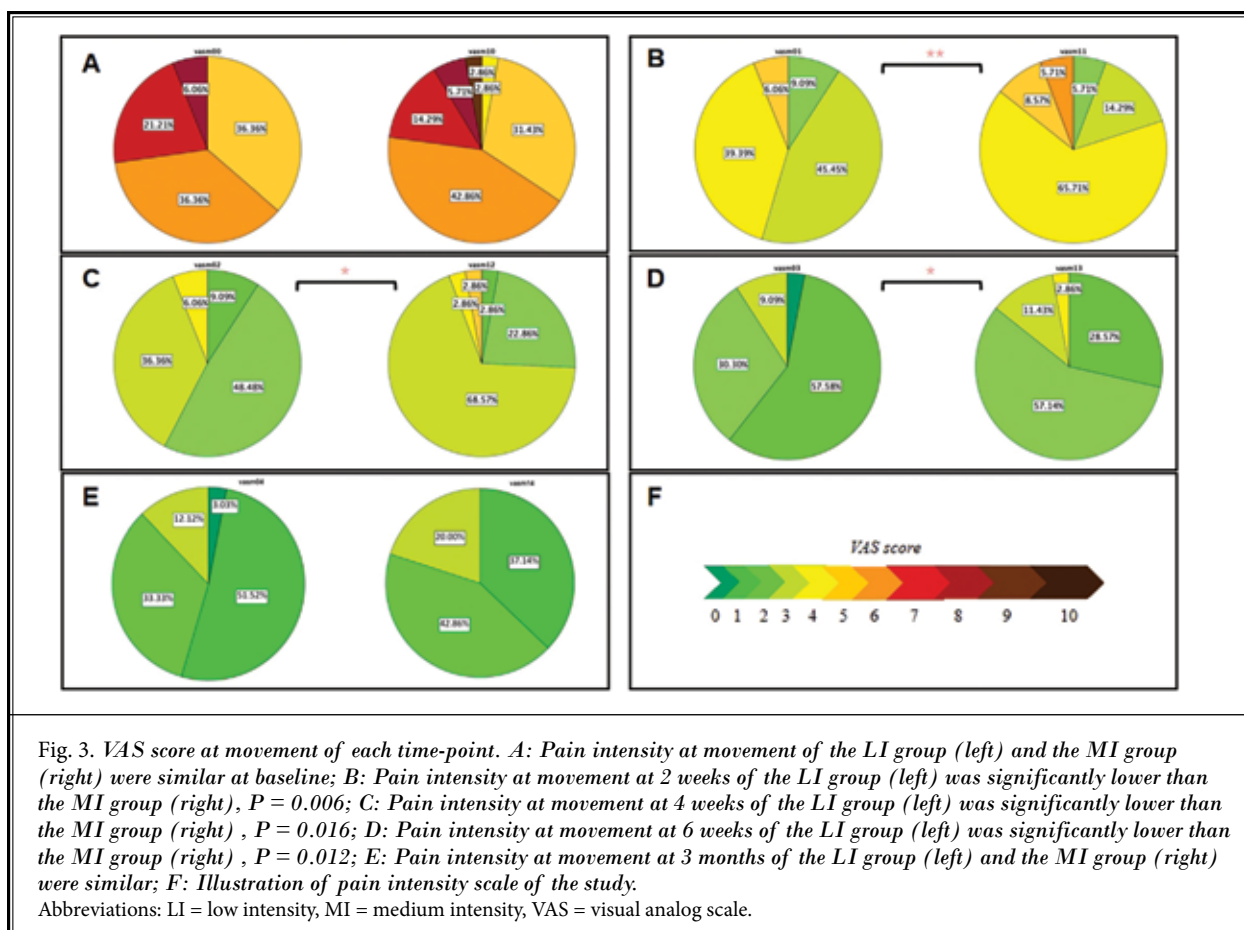 A
vasm00
6.06%
36.36%
21.21%
36.36%
vasm10
2.86%
2.86%
5.71%
14.29%
31.43%
42.86%
B
vasm01
6.06%
9.09%
39.39%
45.45%
**
vasm11
5.71%
5.71%
8.57%
14.29%
65.71%
C
vasm02
6.06%
9.09%
36.36%
48.48%
*
vasm12
2.86%
2.86%
2.86%
22.86%
68.57%
D
vasm03
9.09%
30.30%
57.58%
*
vasm13
2.86%
11.43%
28.57%
57.14%
E
3.03%
12.12%
33.33%
51.52%
20.00%
37.14%
42.86%
F
VAS score
0 1 2 3 4 5 6 7 8 9 10
Fig. 3. VAS score at movement of each time-point. A: Pain intensity at movement of the LI group (left) and the MI group
(right) were similar at baseline; B: Pain intensity at movement at 2 weeks of the LI group (left) was significantly lower than
the MI group (right), P = 0.006; C: Pain intensity at movement at 4 weeks of the LI group (left) was significantly lower than
the MI group (right) , P = 0.016; D: Pain intensity at movement at 6 weeks of the LI group (left) was significantly lower than
the MI group (right) , P = 0.012; E: Pain intensity at movement at 3 months of the LI group (left) and the MI group (right)
were similar; F: Illustration of pain intensity scale of the study.
Abbreviations: LI = low intensity, MI = medium intensity, VAS = visual analog scale.